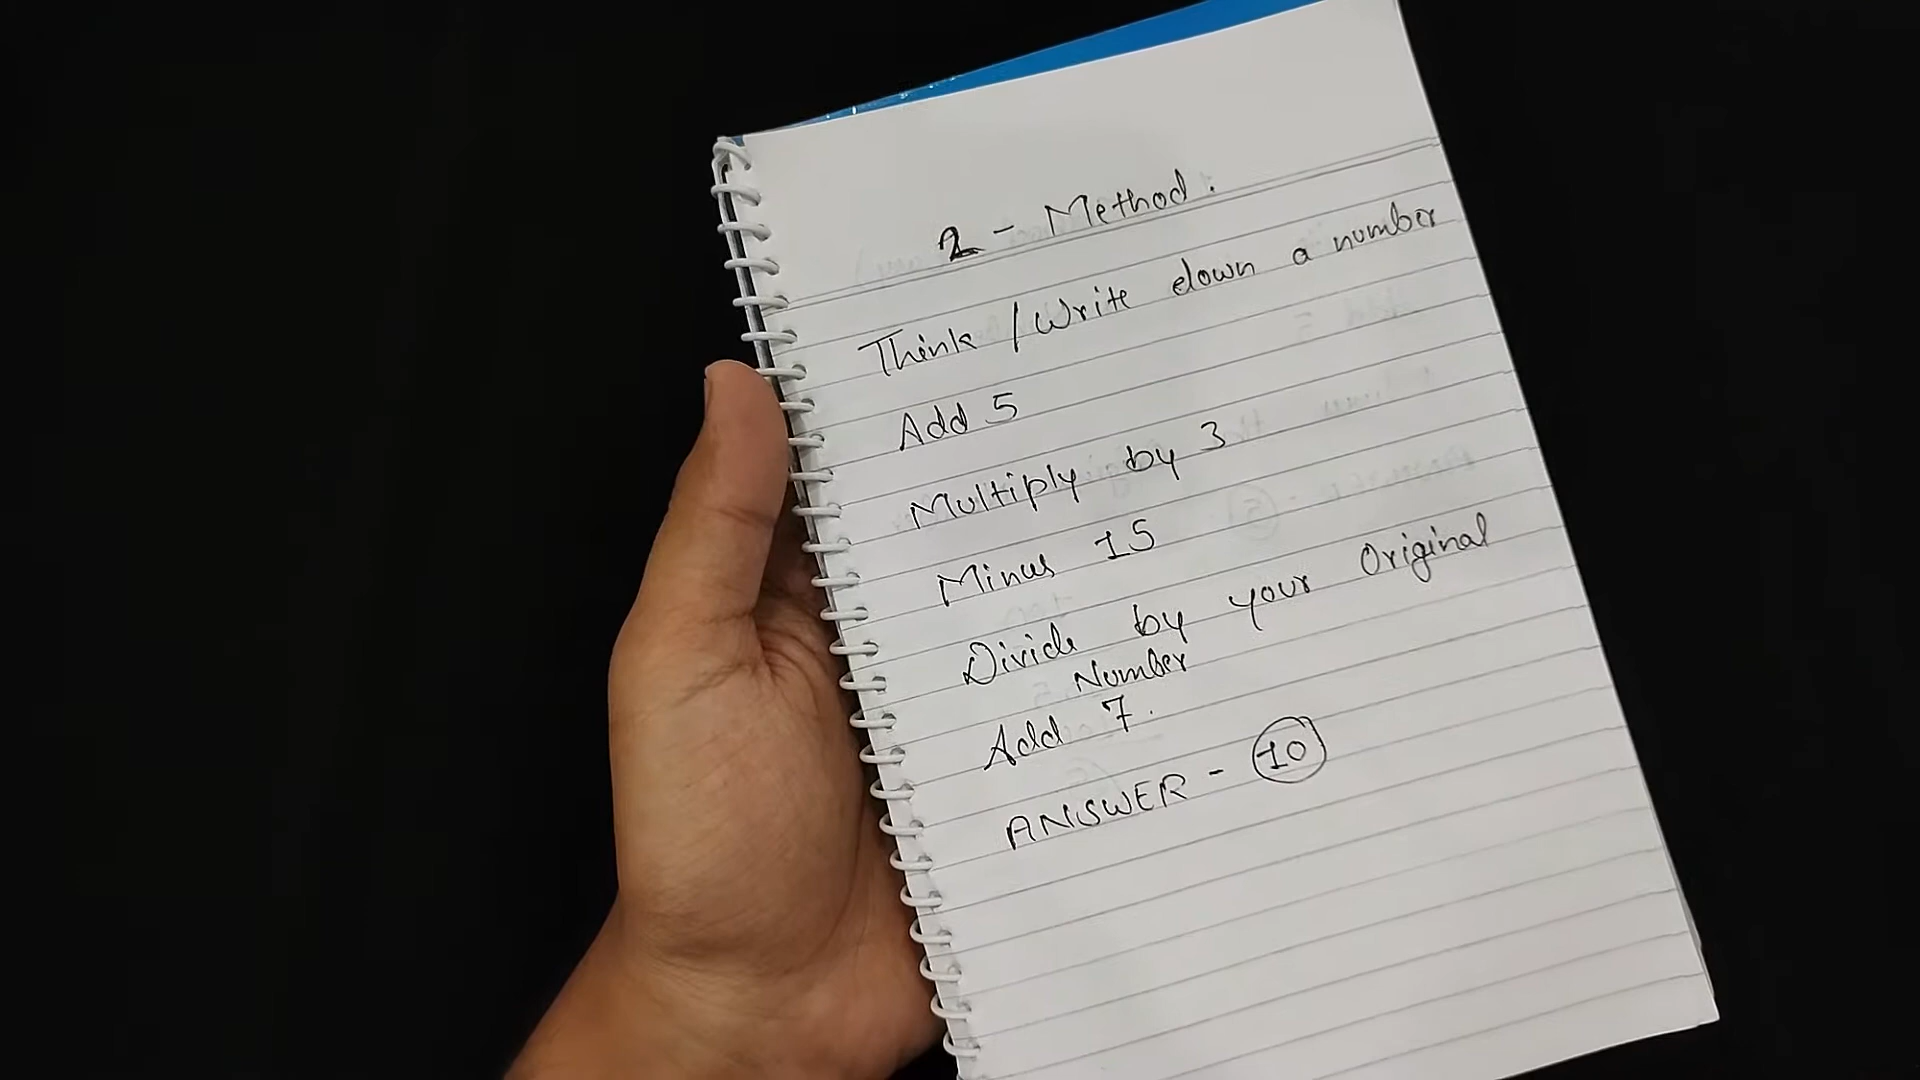 2 - Method:
Think / Write down a number
Add 5
Multiply by 3
Minus 15
Divide by your Original
Number
Add 7.
ANSWER - 10